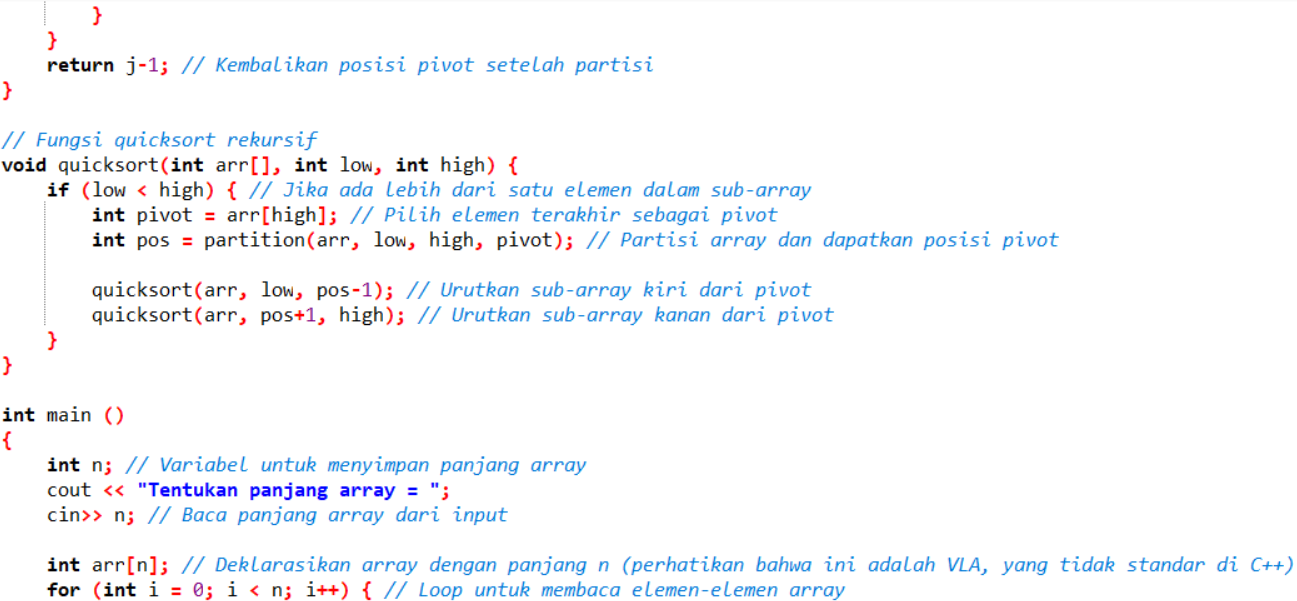 }
    }
    return j-1; // Kembalikan posisi pivot setelah partisi
}

// Fungsi quicksort rekursif
void quicksort(int arr[], int low, int high) {
    if (low < high) { // Jika ada lebih dari satu elemen dalam sub-array
        int pivot = arr[high]; // Pilih elemen terakhir sebagai pivot
        int pos = partition(arr, low, high, pivot); // Partisi array dan dapatkan posisi pivot

        quicksort(arr, low, pos-1); // Urutkan sub-array kiri dari pivot
        quicksort(arr, pos+1, high); // Urutkan sub-array kanan dari pivot
    }
}

int main ()
{
    int n; // Variabel untuk menyimpan panjang array
    cout << "Tentukan panjang array = ";
    cin>> n; // Baca panjang array dari input

    int arr[n]; // Deklarasikan array dengan panjang n (perhatikan bahwa ini adalah VLA, yang tidak standar di C++)
    for (int i = 0; i < n; i++) { // Loop untuk membaca elemen-elemen array